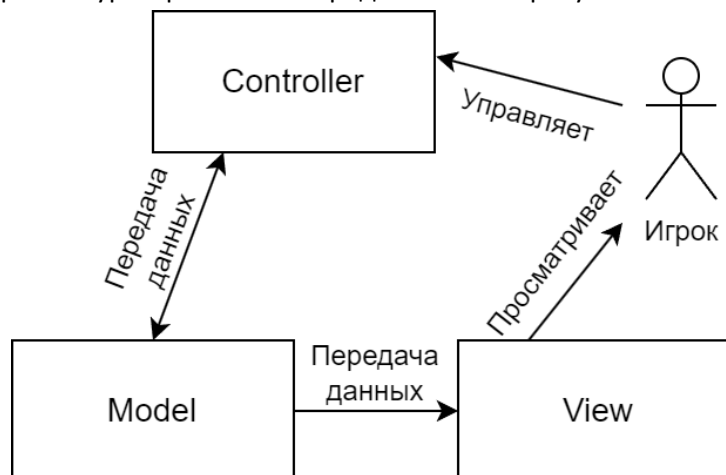 Controller
Управляет
Игрок
Передача
данных
Просматривает
Передача
данных
Model
View